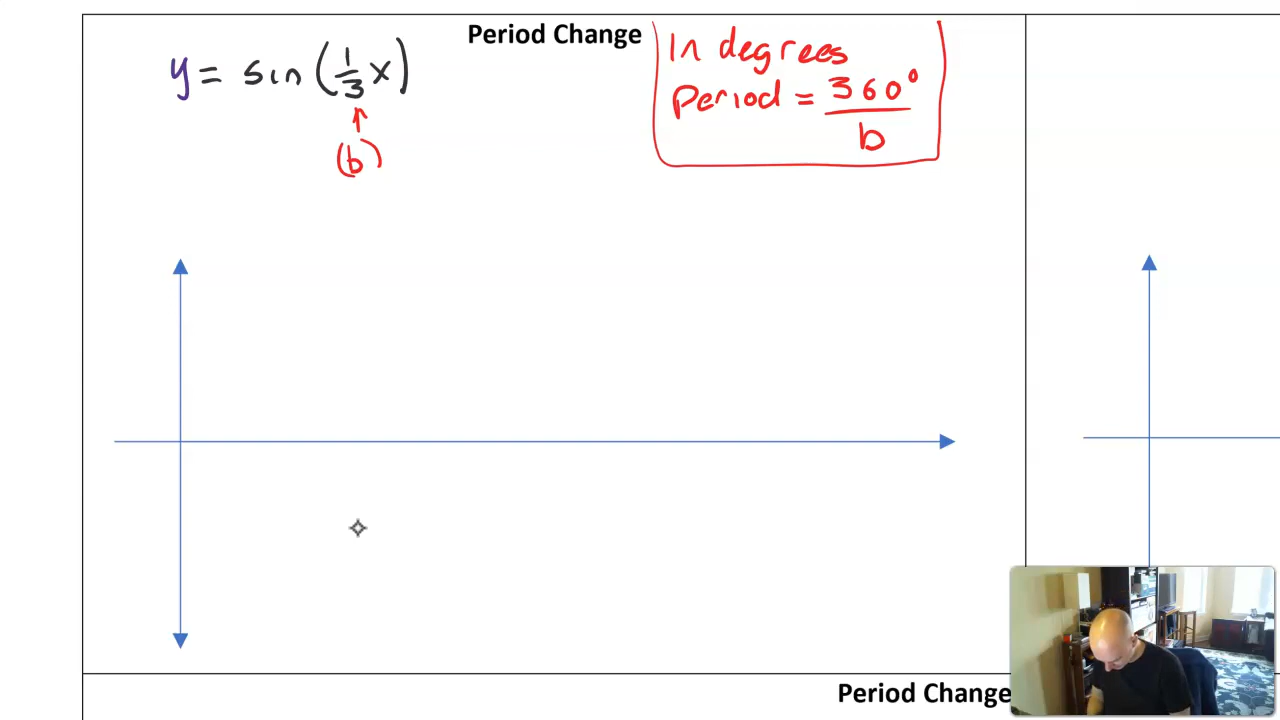 Period Change
y = sin (1/3 x)
(b)
In degrees
Period = 360°
b
Period Change